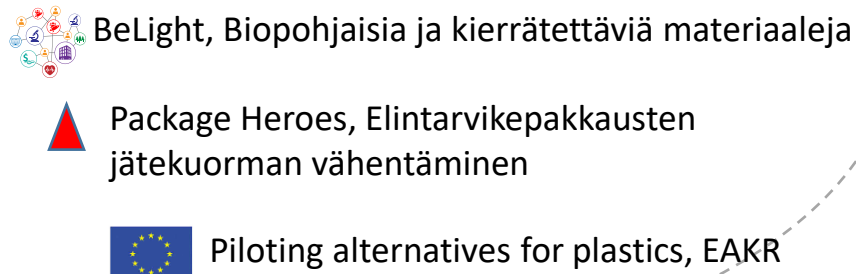 BeLight, Biopohjaisia ja kierrätettäviä materiaaleja
Package Heroes, Elintarvikepakkausten
jätekuorman vähentäminen
Piloting alternatives for plastics, EAKR